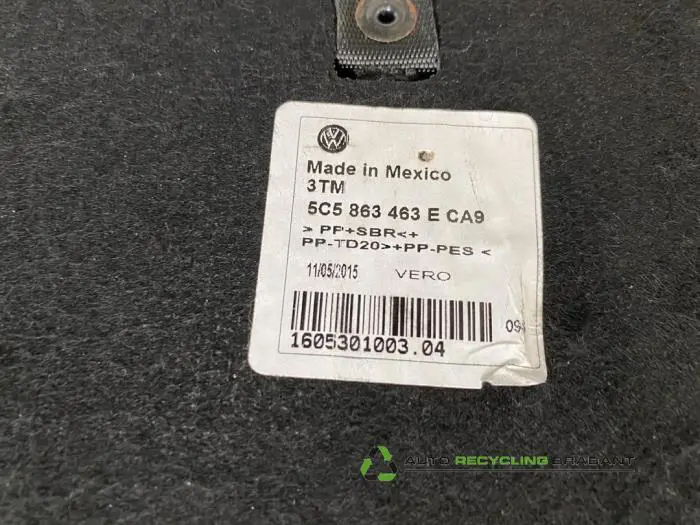 Made in Mexico
3TM
5C5 863 463 E CA9
> PP+SBR<+
PP-TD20>+PP-PES <
11/05/2015 VERO
1605301003.04
AUTO RECYCLING BRABANT